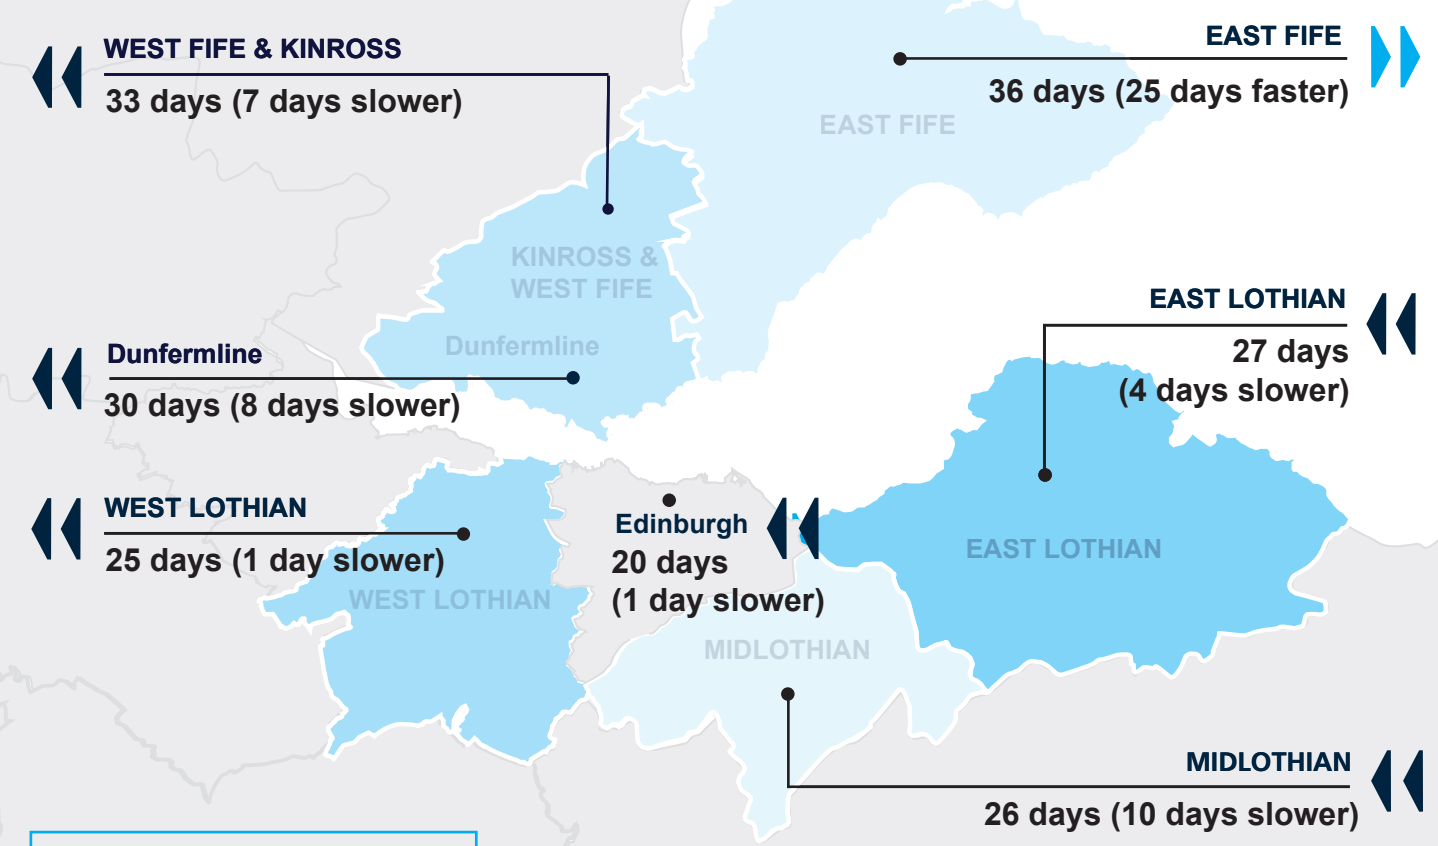 WEST FIFE & KINROSS
33 days (7 days slower)
EAST FIFE
36 days (25 days faster)
EAST FIFE
KINROSS &
WEST FIFE
Dunfermline
EAST LOTHIAN
27 days
(4 days slower)
Dunfermline
30 days (8 days slower)
WEST LOTHIAN
25 days (1 day slower)
WEST LOTHIAN
Edinburgh
20 days
(1 day slower)
EAST LOTHIAN
MIDLOTHIAN
MIDLOTHIAN
26 days (10 days slower)